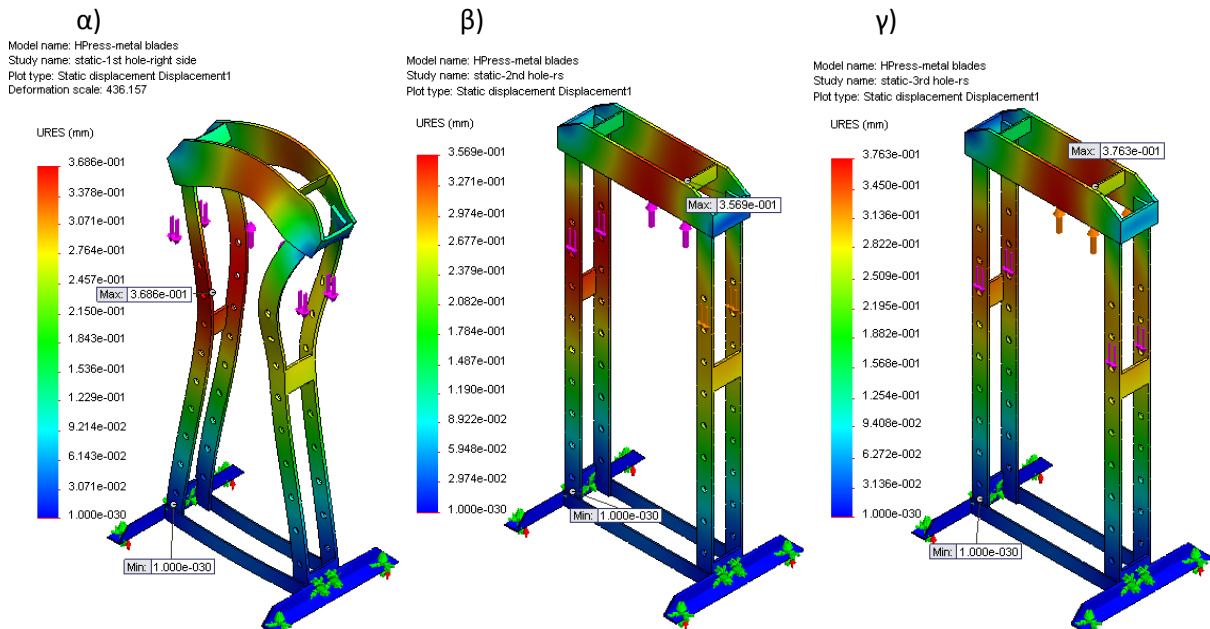 α)
Model name: HPress-metal blades
Study name: static-1st hole-right side
Plot type: Static displacement Displacement1
Deformation scale: 436.157
URES (mm)
3.686e-001
3.378e-001
3.071e-001
2.764e-001
2.457e-001
2.150e-001
1.843e-001
1.536e-001
1.229e-001
9.214e-002
6.143e-002
3.071e-002
1.000e-030
Max: 3.686e-001
Min: 1.000e-030
β)
Model name: HPress-metal blades
Study name: static-2nd hole-rs
Plot type: Static displacement Displacement1
URES (mm)
3.569e-001
3.271e-001
2.974e-001
2.677e-001
2.379e-001
2.082e-001
1.784e-001
1.487e-001
1.190e-001
8.922e-002
5.948e-002
2.974e-002
1.000e-030
Max: 3.569e-001
Min: 1.000e-030
γ)
Model name: HPress-metal blades
Study name: static-3rd hole-rs
Plot type: Static displacement Displacement1
URES (mm)
3.763e-001
3.450e-001
3.136e-001
2.822e-001
2.509e-001
2.195e-001
1.882e-001
1.568e-001
1.254e-001
9.408e-002
6.272e-002
3.136e-002
1.000e-030
Max: 3.763e-001
Min: 1.000e-030